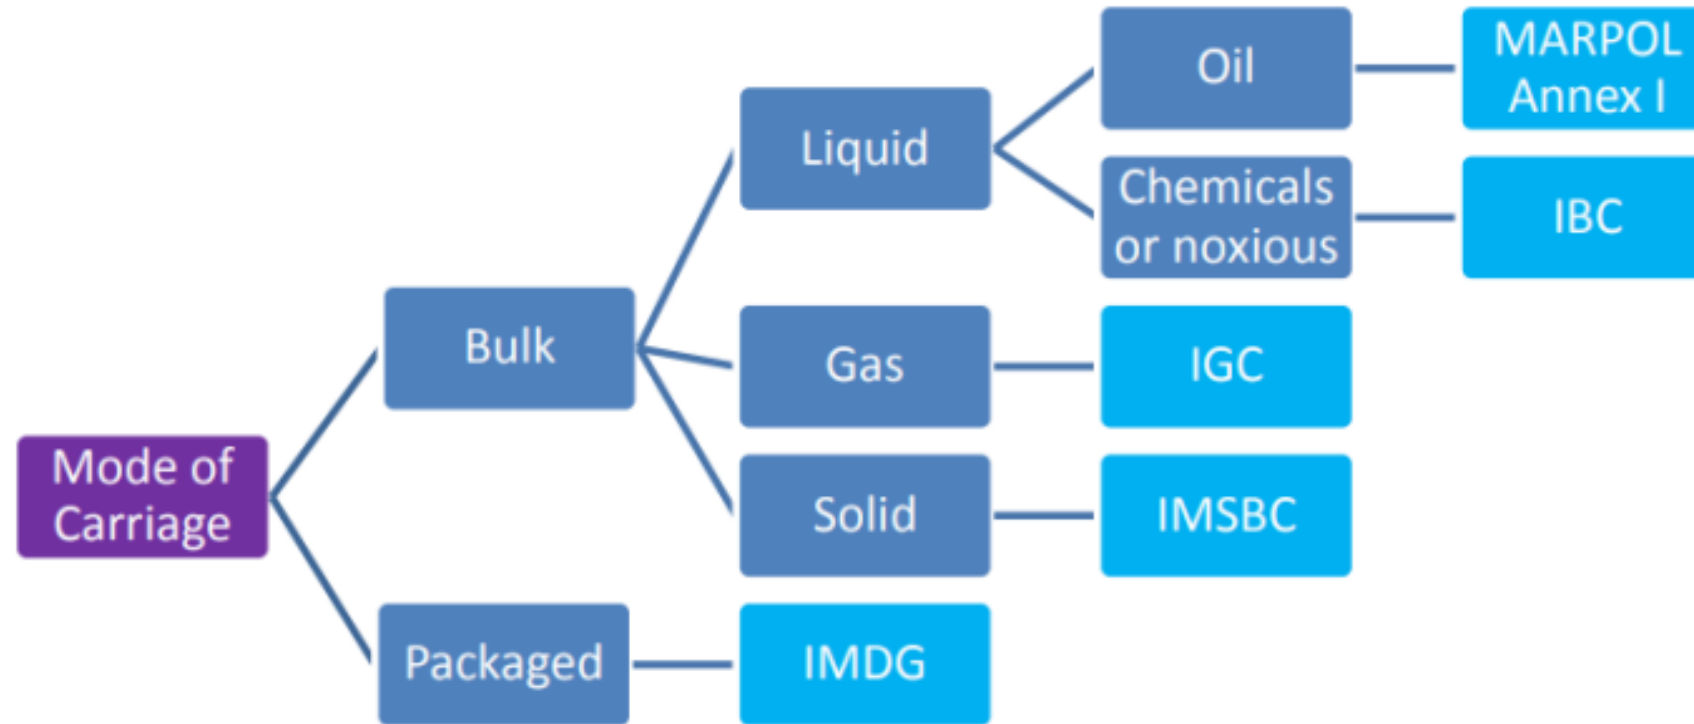 Mode of
Carriage
Bulk
Packaged
Liquid
Gas
Solid
IMDG
Oil
Chemicals
or noxious
IGC
IMSBC
MARPOL
Annex I
IBC